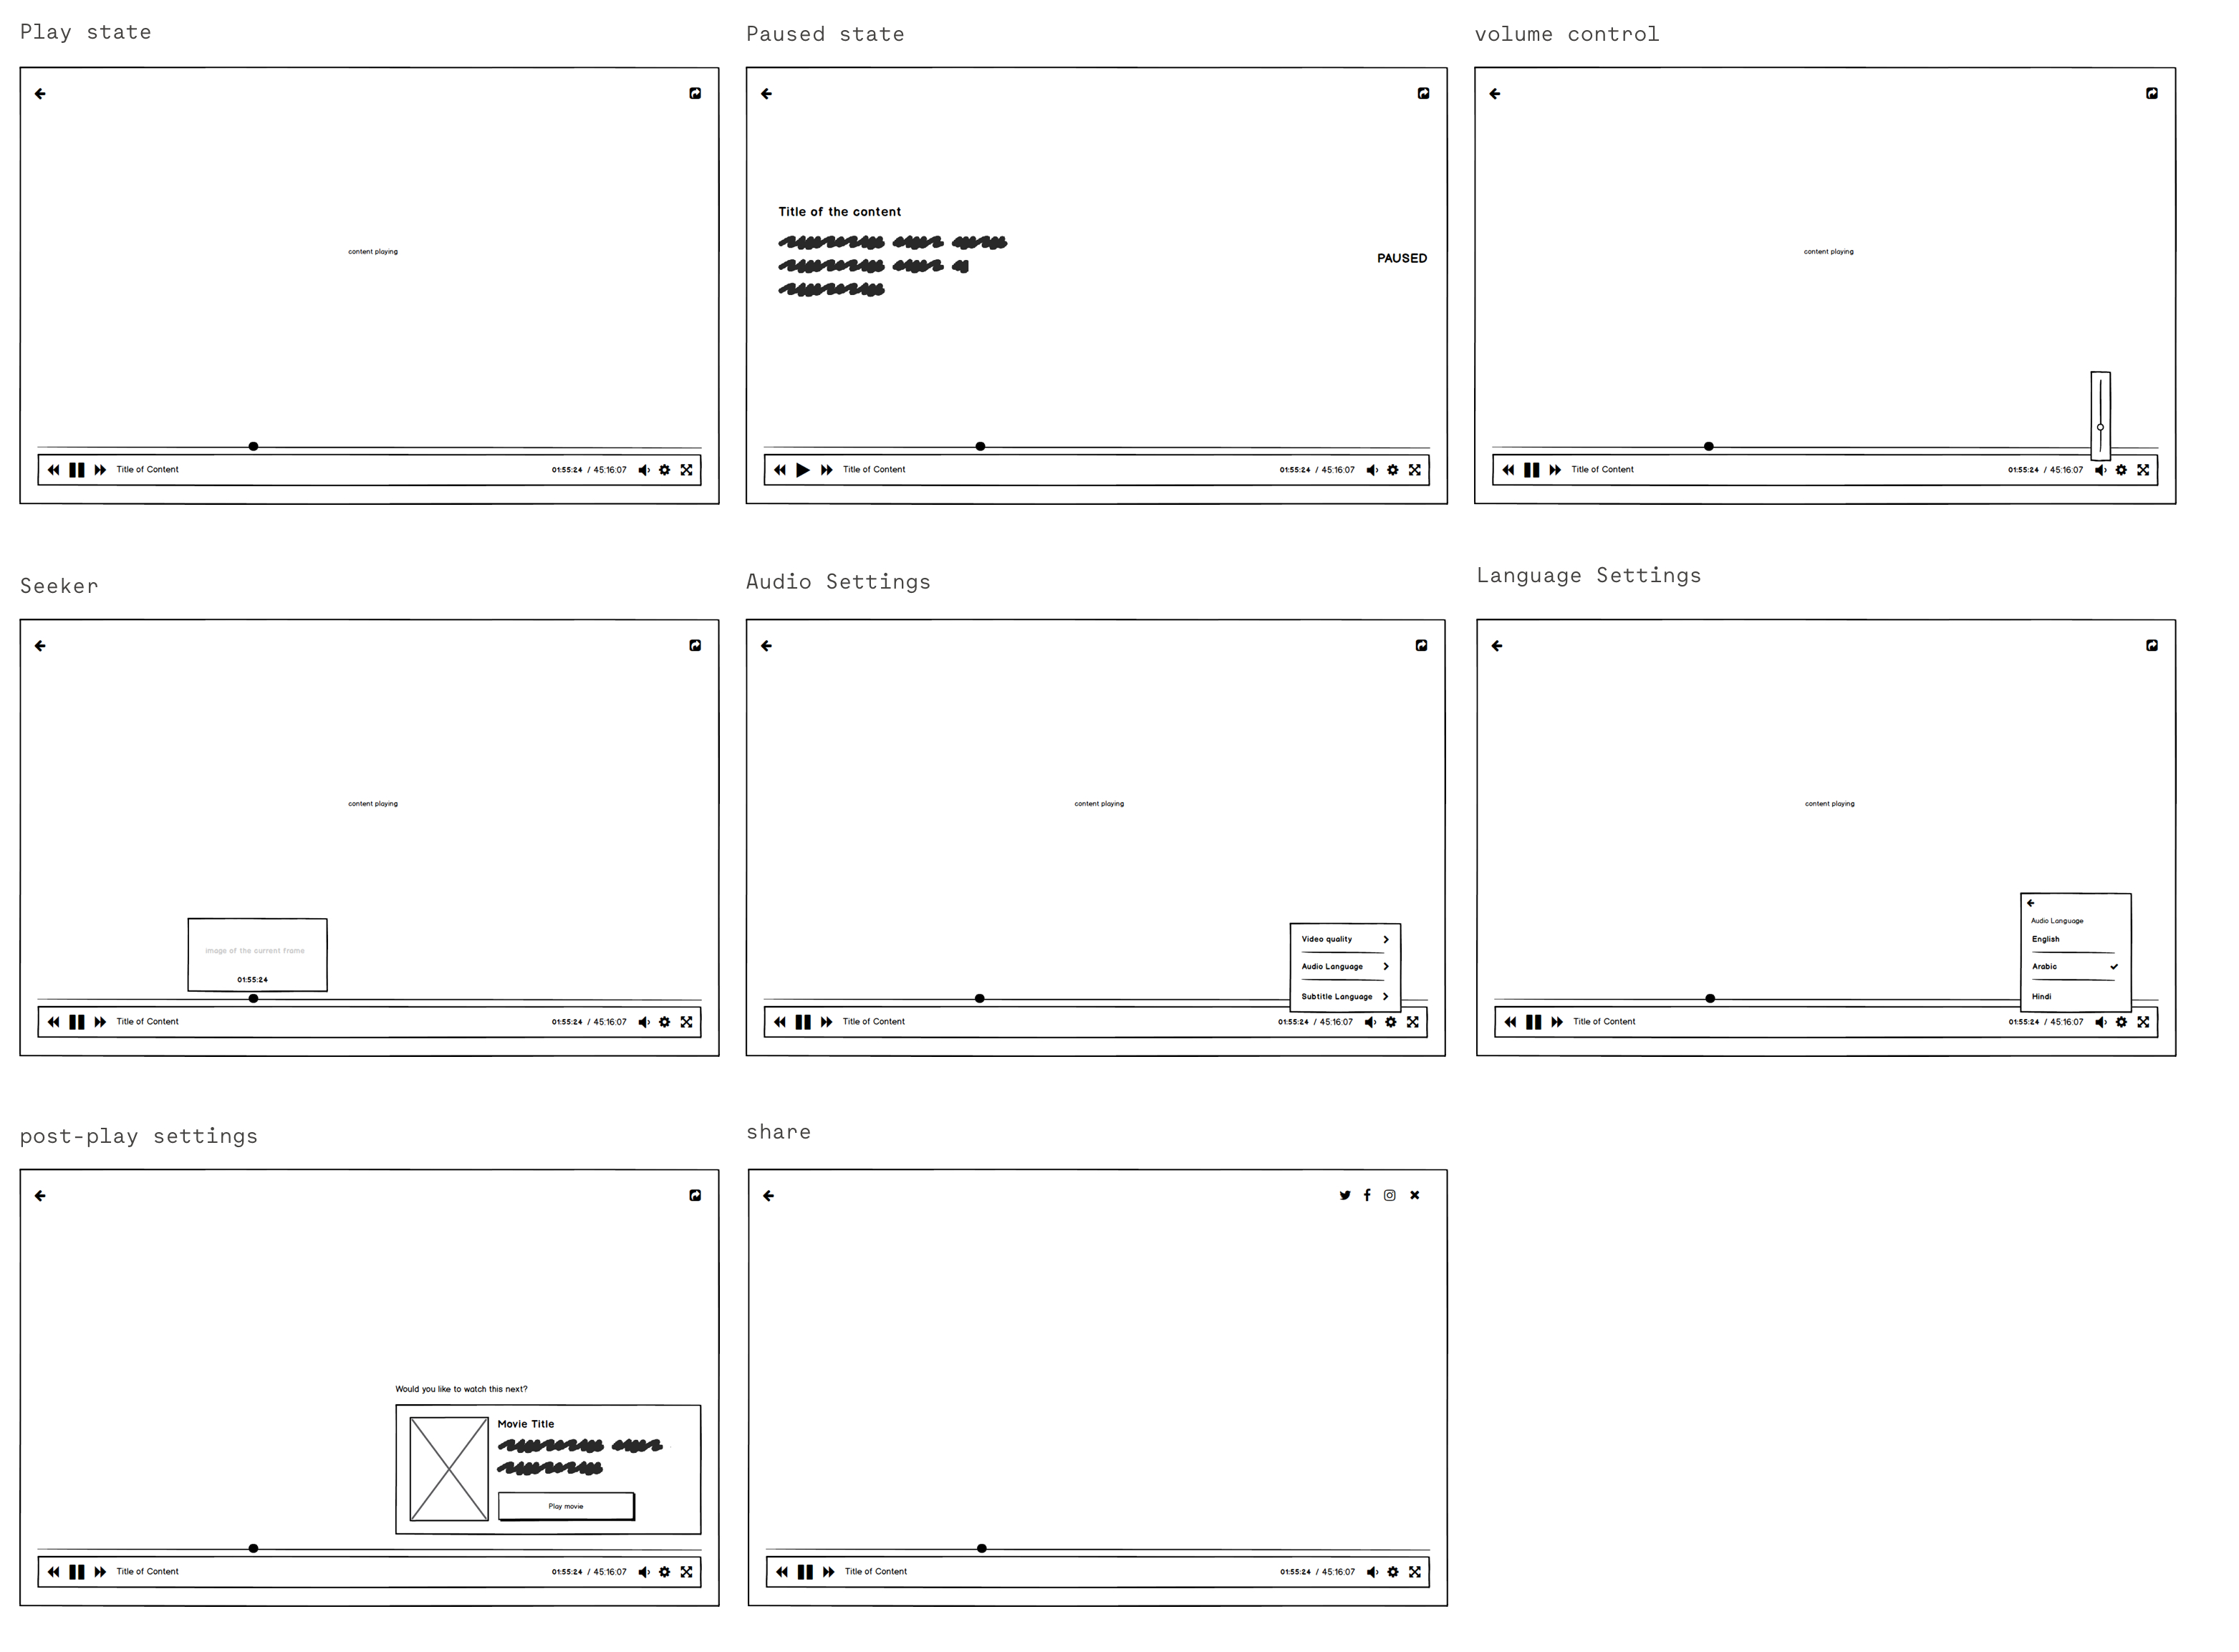 Play state
content playing
Title of Content
01:55:24 / 45:16:07
Paused state
Title of the content
PAUSED
Title of Content
01:55:24 / 45:16:07
volume control
content playing
Title of Content
01:55:24 / 45:16:07
Seeker
content playing
image of the current frame
01:55:24
Title of Content
01:55:24 / 45:16:07
Audio Settings
content playing
Video quality
Audio Language
Subtitle Language
Title of Content
01:55:24 / 45:16:07
Language Settings
content playing
Audio Language
English
Arabic
Hindi
Title of Content
01:55:24 / 45:16:07
post-play settings
Would you like to watch this next?
Movie Title
Play movie
Title of Content
01:55:24 / 45:16:07
share
Title of Content
01:55:24 / 45:16:07